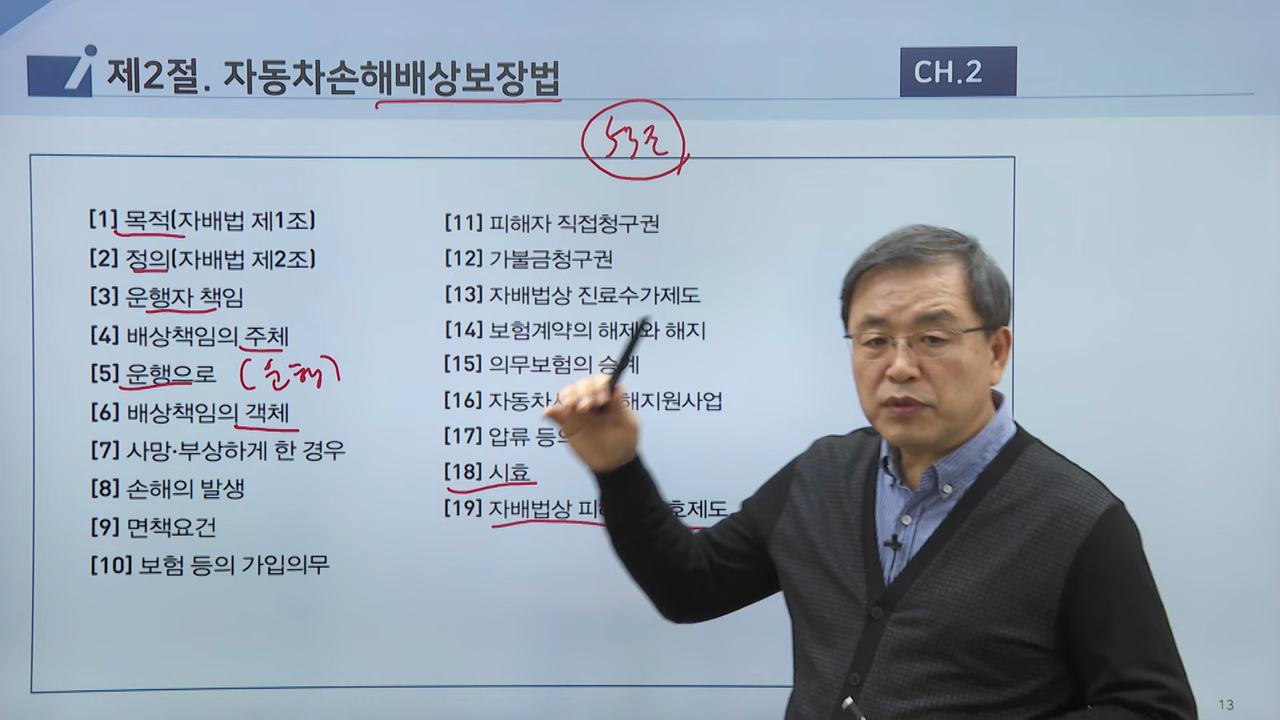 제2절. 자동차손해배상보장법
CH.2
53조
[1] 목적(자배법 제1조)
[2] 정의(자배법 제2조)
[3] 운행자 책임
[4] 배상책임의 주체
[5] 운행으로 (손해)
[6] 배상책임의 객체
[7] 사망·부상하게 한 경우
[8] 손해의 발생
[9] 면책요건
[10] 보험 등의 가입의무
[11] 피해자 직접청구권
[12] 가불금청구권
[13] 자배법상 진료수가제도
[14] 보험계약의 해제와 해지
[15] 의무보험의 승계
[16] 해지원사업
[17] 압류 등의
[18] 시효
[19] 자배법상 호제도
13